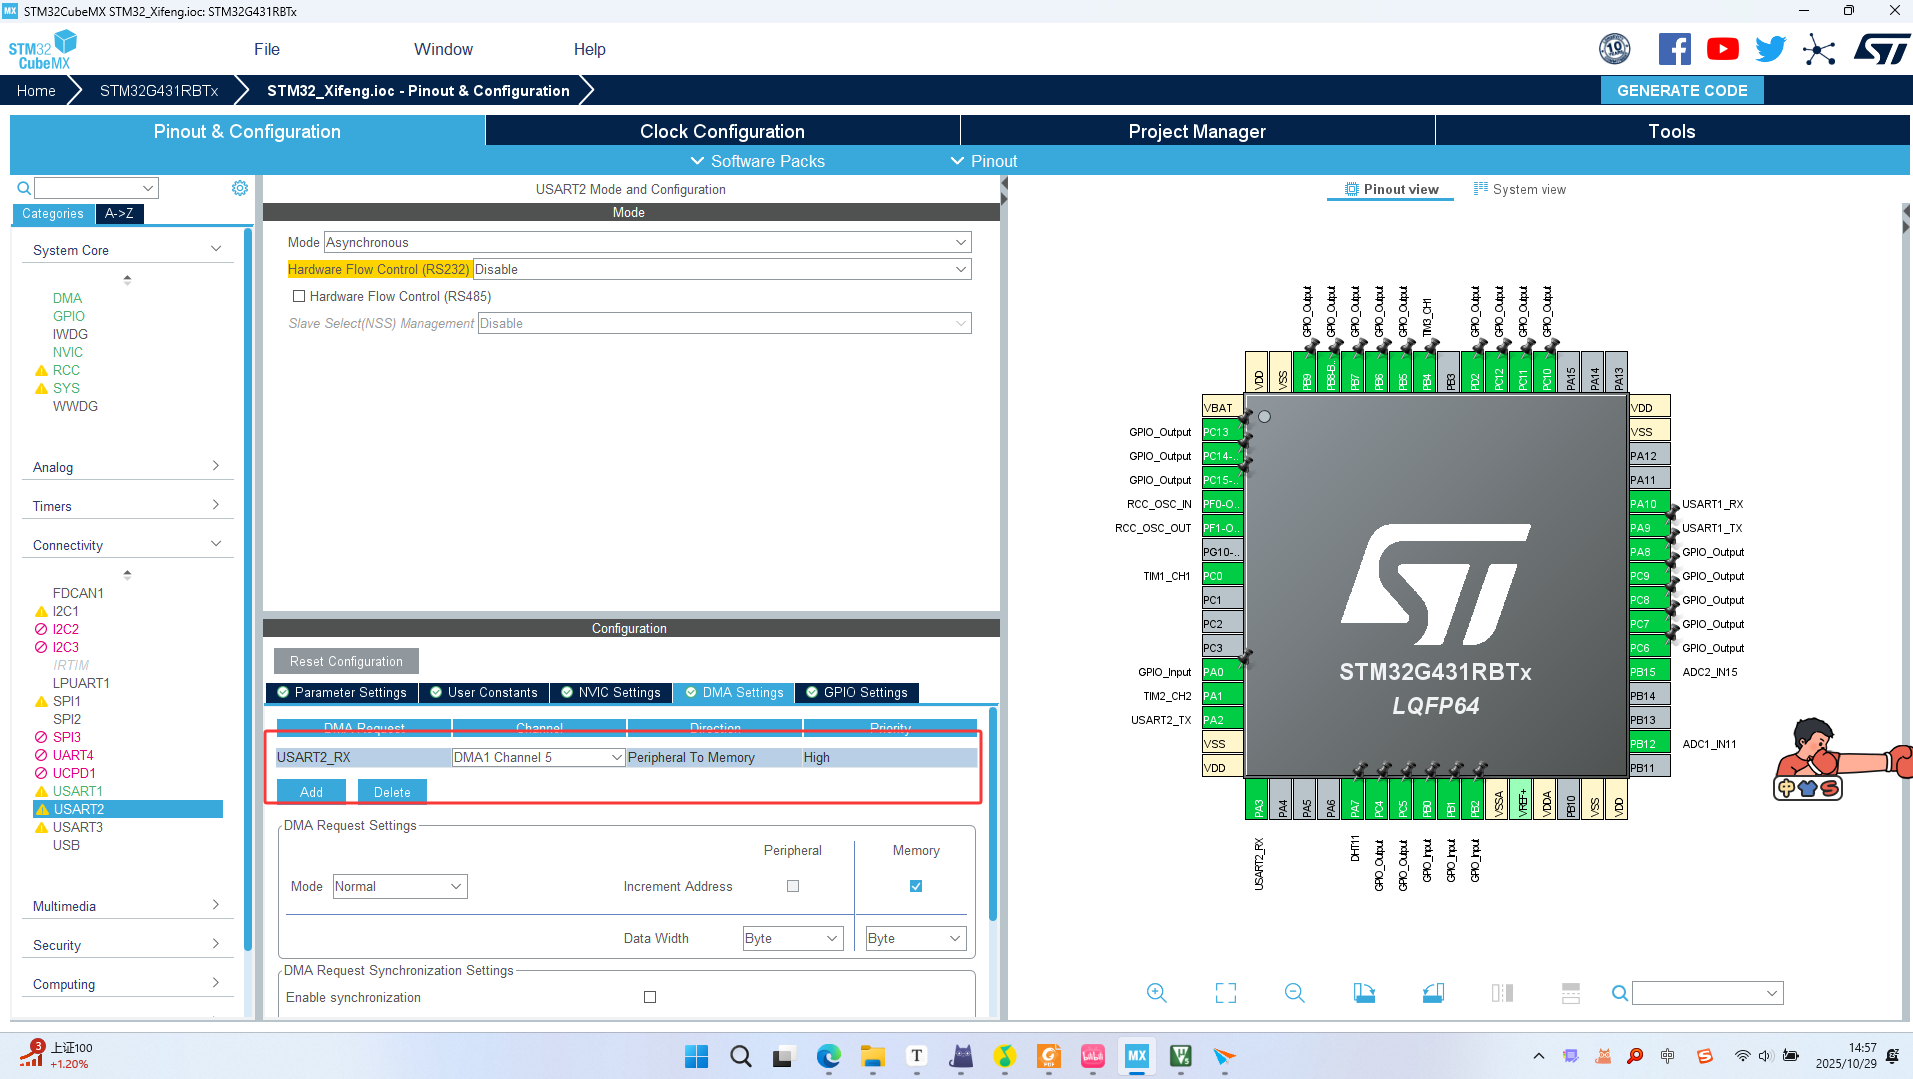 STM32CubeMX STM32_Xifeng.ioc: STM32G431RBTx
STM32
CubeMX
File
Window
Help
Home
STM32G431RBTx
STM32_Xifeng.ioc - Pinout & Configuration
GENERATE CODE
Pinout & Configuration
Clock Configuration
Project Manager
Tools
Software Packs
Pinout
Categories
A->Z
System Core
DMA
GPIO
IWDG
NVIC
RCC
SYS
WWDG
Analog
Timers
Connectivity
FDCAN1
I2C1
I2C2
I2C3
IRTIM
LPUART1
SPI1
SPI2
SPI3
UART4
UCPD1
USART1
USART2
USART3
USB
Multimedia
Security
Computing
USART2 Mode and Configuration
Mode
Mode Asynchronous
Hardware Flow Control (RS232) Disable
Hardware Flow Control (RS485)
Slave Select(NSS) Management Disable
Configuration
Reset Configuration
Parameter Settings
User Constants
NVIC Settings
DMA Settings
GPIO Settings
DMA Request Channel Direction Priority
USART2_RX DMA1 Channel 5 Peripheral To Memory High
Add Delete
DMA Request Settings
Peripheral Memory
Mode Normal Increment Address
Data Width Byte Byte
DMA Request Synchronization Settings
Enable synchronization
Pinout view
System view
GPIO_Output GPIO_Output GPIO_Output GPIO_Output GPIO_Output TIM3_CH1 GPIO_Output GPIO_Output GPIO_Output GPIO_Output
VDD VSS PB9 PB8-B.. PB7 PB6 PB5 PB4 PB3 PD2 PC12 PC11 PC10 PA15 PA14 PA13
VBAT
GPIO_Output PC13
GPIO_Output PC14-..
GPIO_Output PC15-..
RCC_OSC_IN PF0-O..
RCC_OSC_OUT PF1-O..
PG10-..
TIM1_CH1 PC0
PC1
PC2
PC3
GPIO_Input PA0
TIM2_CH2 PA1
USART2_TX PA2
VSS
VDD
ST
STM32G431RBTx
LQFP64
VDD
VSS
PA12
PA11
PA10 USART1_RX
PA9 USART1_TX
PA8 GPIO_Output
PC9 GPIO_Output
PC8 GPIO_Output
PC7 GPIO_Output
PC6 GPIO_Output
PB15 ADC2_IN15
PB14
PB13
PB12 ADC1_IN11
PB11
PA3 PA4 PA5 PA6 PA7 PC4 PC5 PB0 PB1 PB2 VSSA VREF+ VDDA PB10 VSS VDD
USART2_RX DHT11 GPIO_Output GPIO_Output GPIO_Input GPIO_Input GPIO_Input
中
S
3
上证100
+1.20%
T
MX
中
14:57
2025/10/29